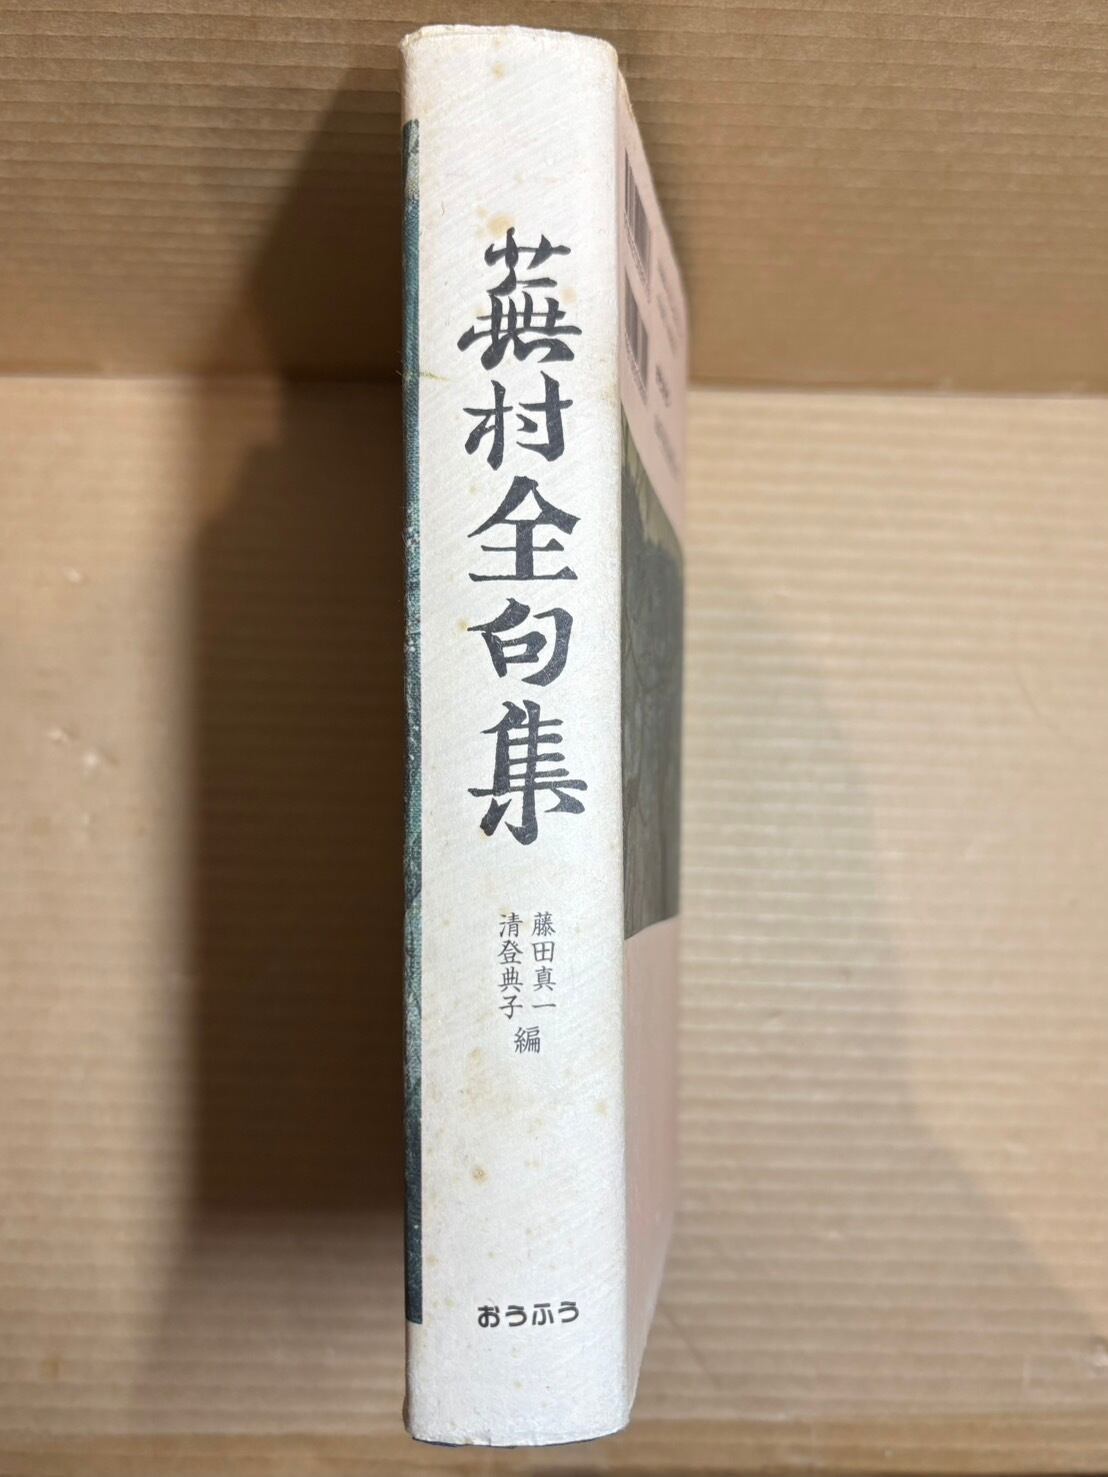 蕪村全句集
藤田真一
清登典子
編
おうふう